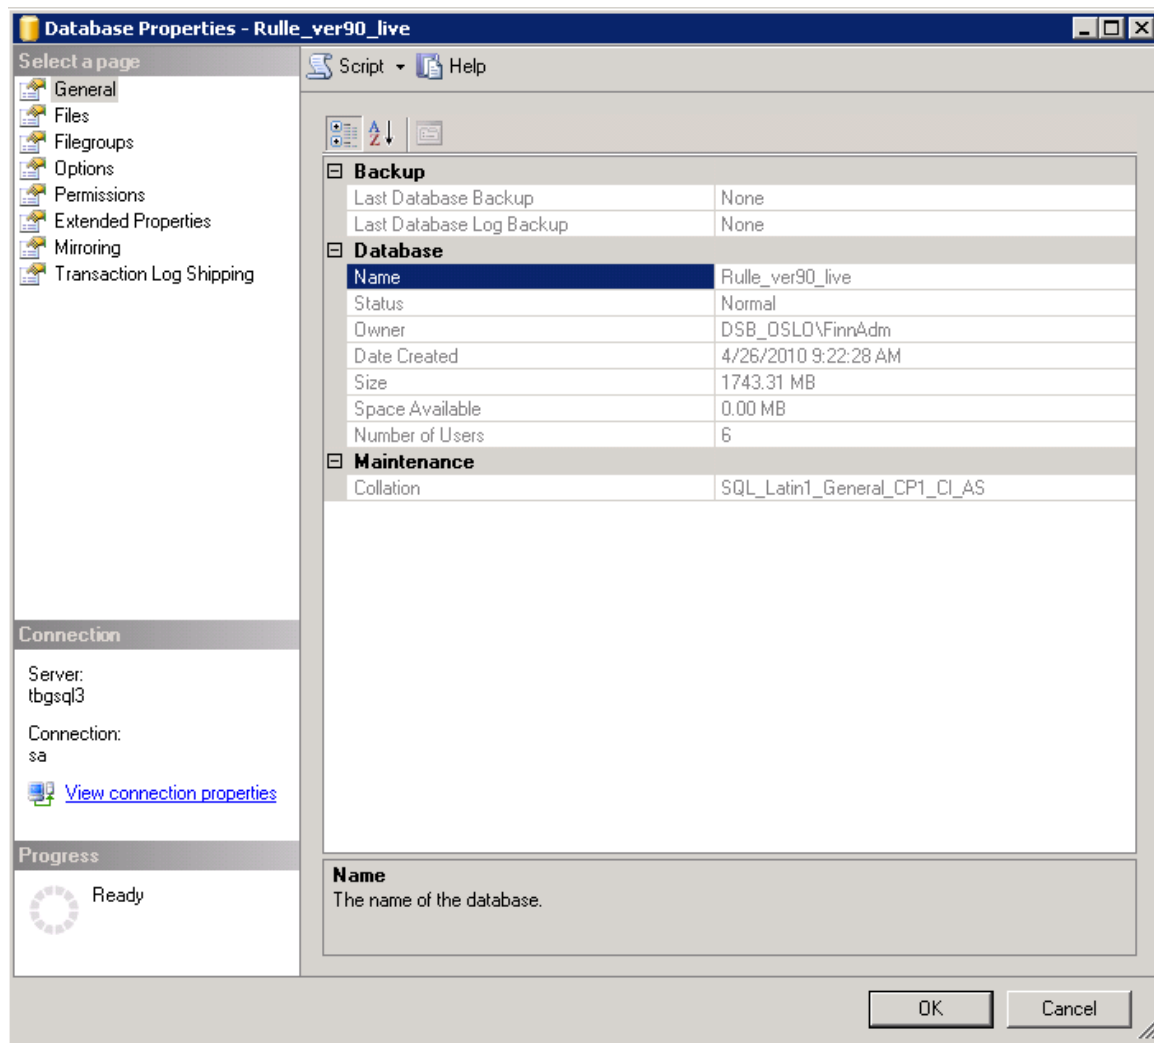 Database Properties - Rulle_ver90_live
Select a page
General
Files
Filegroups
Options
Permissions
Extended Properties
Mirroring
Transaction Log Shipping
Script Help
Backup
Last Database Backup None
Last Database Log Backup None
Database
Name Rulle_ver90_live
Status Normal
Owner DSB_OSLO\FinnAdm
Date Created 4/26/2010 9:22:28 AM
Size 1743.31 MB
Space Available 0.00 MB
Number of Users 6
Maintenance
Collation SQL_Latin1_General_CP1_CI_AS
Connection
Server:
tbgsql3
Connection:
sa
View connection properties
Progress
Ready
Name
The name of the database.
OK Cancel